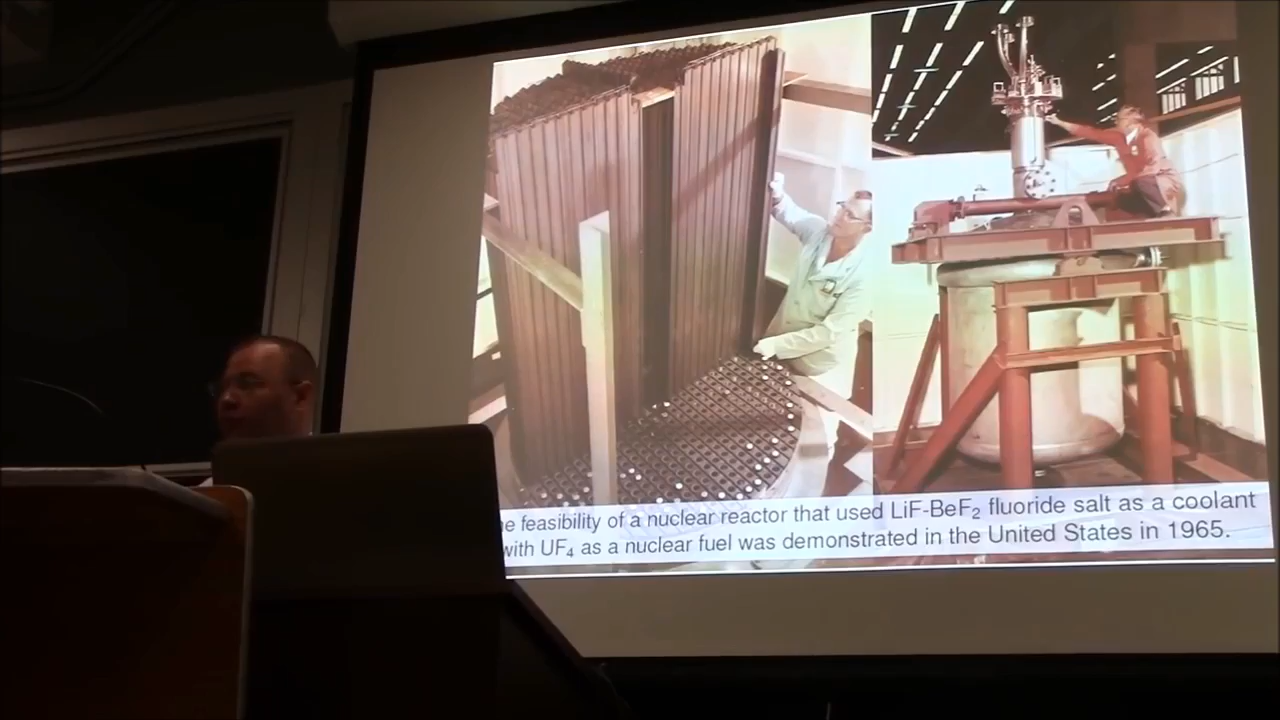 feasibility of a nuclear reactor that used LiF-BeF₂ fluoride salt as a coolant
with UF₄ as a nuclear fuel was demonstrated in the United States in 1965.